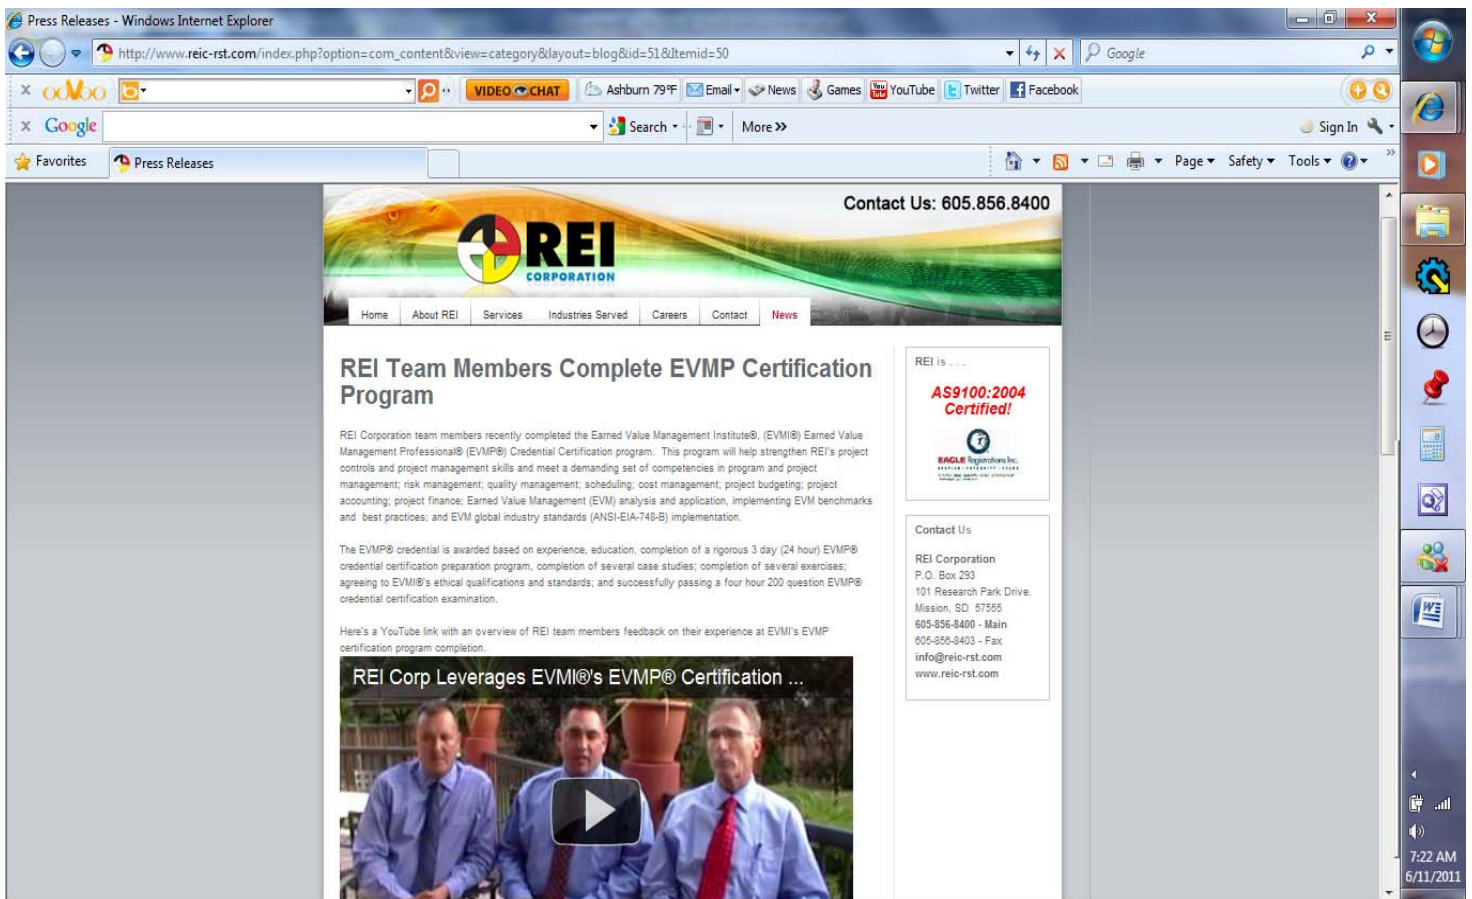 Press Releases - Windows Internet Explorer
http://www.reic-rst.com/index.php?option=com_content&view=category&layout=blog&id=51&Itemid=50
Google
ooVoo
VIDEO CHAT
Ashburn 79°F
Email
News
Games
YouTube
Twitter
Facebook
Google
Search
More »
Sign In
Favorites
Press Releases
Page
Safety
Tools
Contact Us: 605.856.8400
REI
CORPORATION
Home
About REI
Services
Industries Served
Careers
Contact
News
REI Team Members Complete EVMP Certification
Program
REI Corporation team members recently completed the Earned Value Management Institute®, (EVMI®) Earned Value
Management Professional® (EVMP®) Credential Certification program. This program will help strengthen REI's project
controls and project management skills and meet a demanding set of competencies in program and project
management; risk management; quality management; scheduling; cost management; project budgeting; project
accounting; project finance; Earned Value Management (EVM) analysis and application, implementing EVM benchmarks
and best practices; and EVM global industry standards (ANSI-EIA-748-B) implementation.
The EVMP® credential is awarded based on experience, education, completion of a rigorous 3 day (24 hour) EVMP®
credential certification preparation program, completion of several case studies; completion of several exercises;
agreeing to EVMI®'s ethical qualifications and standards; and successfully passing a four hour 200 question EVMP®
credential certification examination.
Here's a YouTube link with an overview of REI team members feedback on their experience at EVMI's EVMP
certification program completion.
REI Corp Leverages EVMI®'s EVMP® Certification ...
REI is . . .
AS9100:2004
Certified!
EAGLE Registrations Inc.
Contact Us
REI Corporation
P.O. Box 293
101 Research Park Drive.
Mission, SD 57555
605-856-8400 - Main
605-856-8403 - Fax
info@reic-rst.com
www.reic-rst.com
7:22 AM
6/11/2011